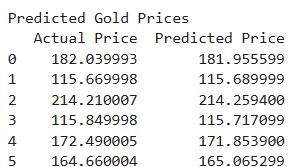 Predicted Gold Prices
Actual Price Predicted Price
0 182.039993 181.955599
1 115.669998 115.689999
2 214.210007 214.259400
3 115.849998 115.717099
4 172.490005 171.853900
5 164.660004 165.065299